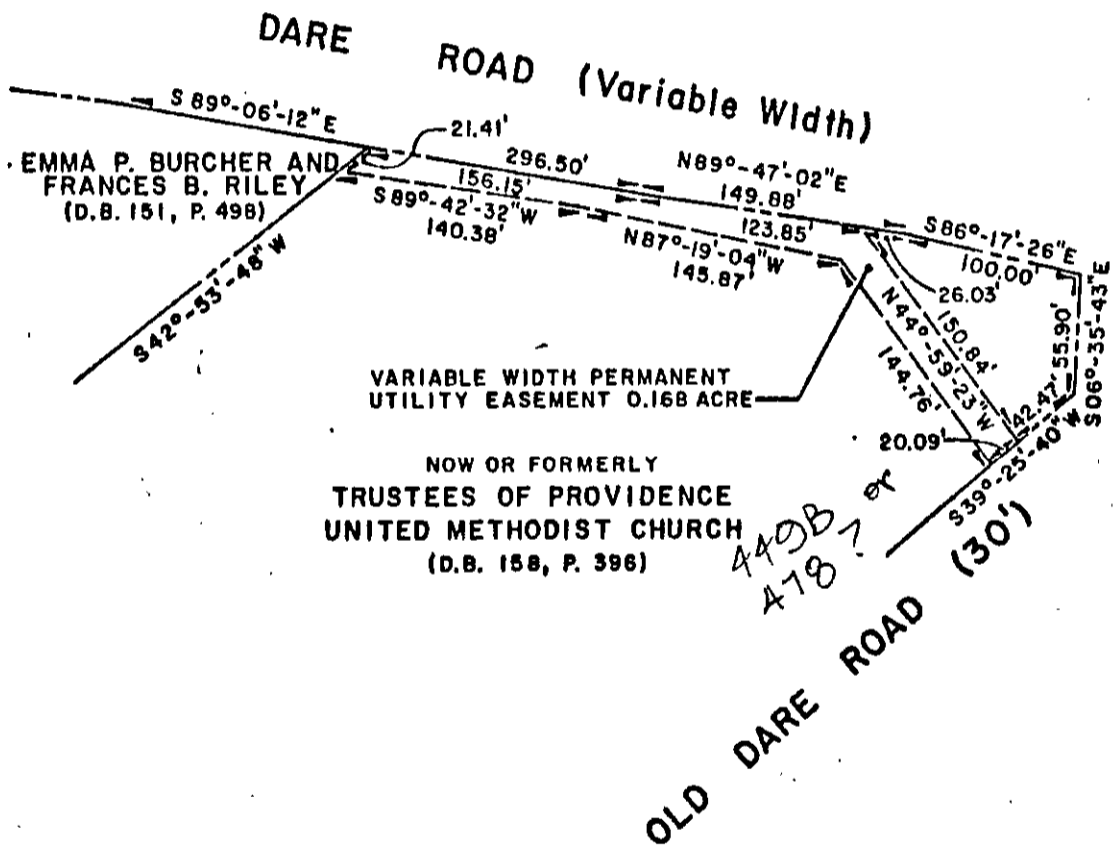 DARE ROAD (Variable Width)
S 89°-06'-12" E
21.41'
296.50'
N89°-47'-02"E
149.88'
EMMA P. BURCHER AND
FRANCES B. RILEY
(D.B. 151, P. 498)
156.15'
S89°-42'-32"W
140.38'
123.85'
N87°-19'-04"W
145.87'
S86°-17'-26"E
100.00'
26.03'
S42°-53'-48"W
N44°-59'-23"W
150.84'
144.76'
55.90'
S06°-35'-43"E
42.47'
20.09'
S39°-25'-40"W
VARIABLE WIDTH PERMANENT
UTILITY EASEMENT 0.168 ACRE
NOW OR FORMERLY
TRUSTEES OF PROVIDENCE
UNITED METHODIST CHURCH
(D.B. 158, P. 396)
449B or
478?
OLD DARE ROAD (30')